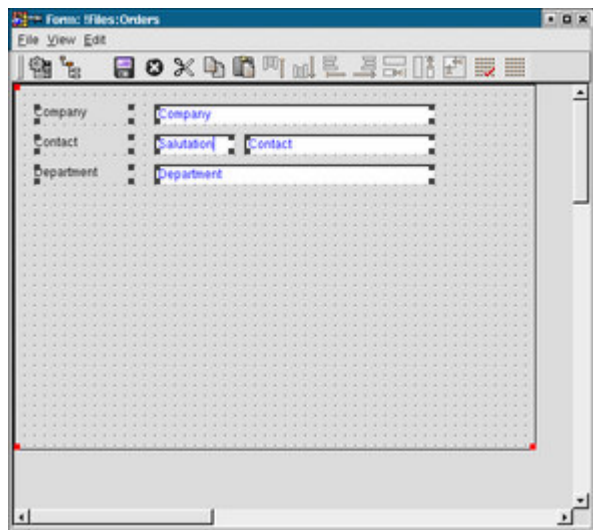 Form: !Files:Orders
File View Edit
Company Company
Contact Salutation Contact
Department Department